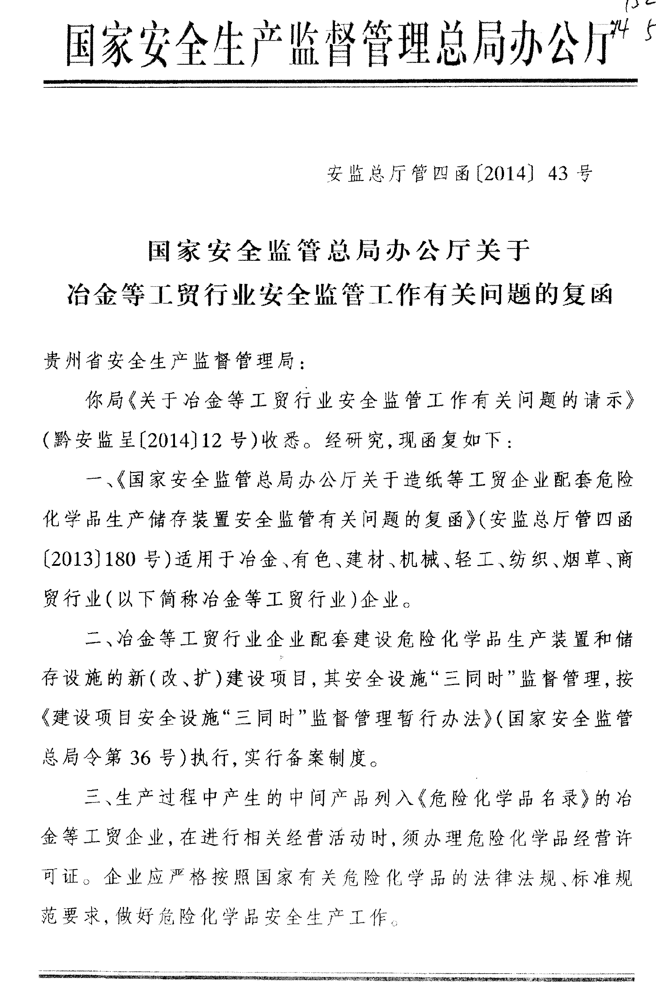 国家安全生产监督管理总局办公厅
14 5
安监总厅管四函〔2014〕 43 号
国家安全监管总局办公厅关于
冶金等工贸行业安全监管工作有关问题的复函
贵州省安全生产监督管理局：
你局《关于冶金等工贸行业安全监管工作有关问题的请示》
(黔安监呈〔2014〕12 号)收悉。经研究,现函复如下：
一、《国家安全监管总局办公厅关于造纸等工贸企业配套危险
化学品生产储存装置安全监管有关问题的复函》(安监总厅管四函
〔2013〕180 号)适用于冶金、有色、建材、机械、轻工、纺织、烟草、商
贸行业(以下简称冶金等工贸行业)企业。
二、冶金等工贸行业企业配套建设危险化学品生产装置和储
存设施的新(改、扩)建设项目,其安全设施“三同时”监督管理,按
《建设项目安全设施“三同时”监督管理暂行办法》(国家安全监管
总局令第 36 号)执行,实行备案制度。
三、生产过程中产生的中间产品列入《危险化学品名录》的冶
金等工贸企业,在进行相关经营活动时,须办理危险化学品经营许
可证。企业应严格按照国家有关危险化学品的法律法规、标准规
范要求,做好危险化学品安全生产工作。